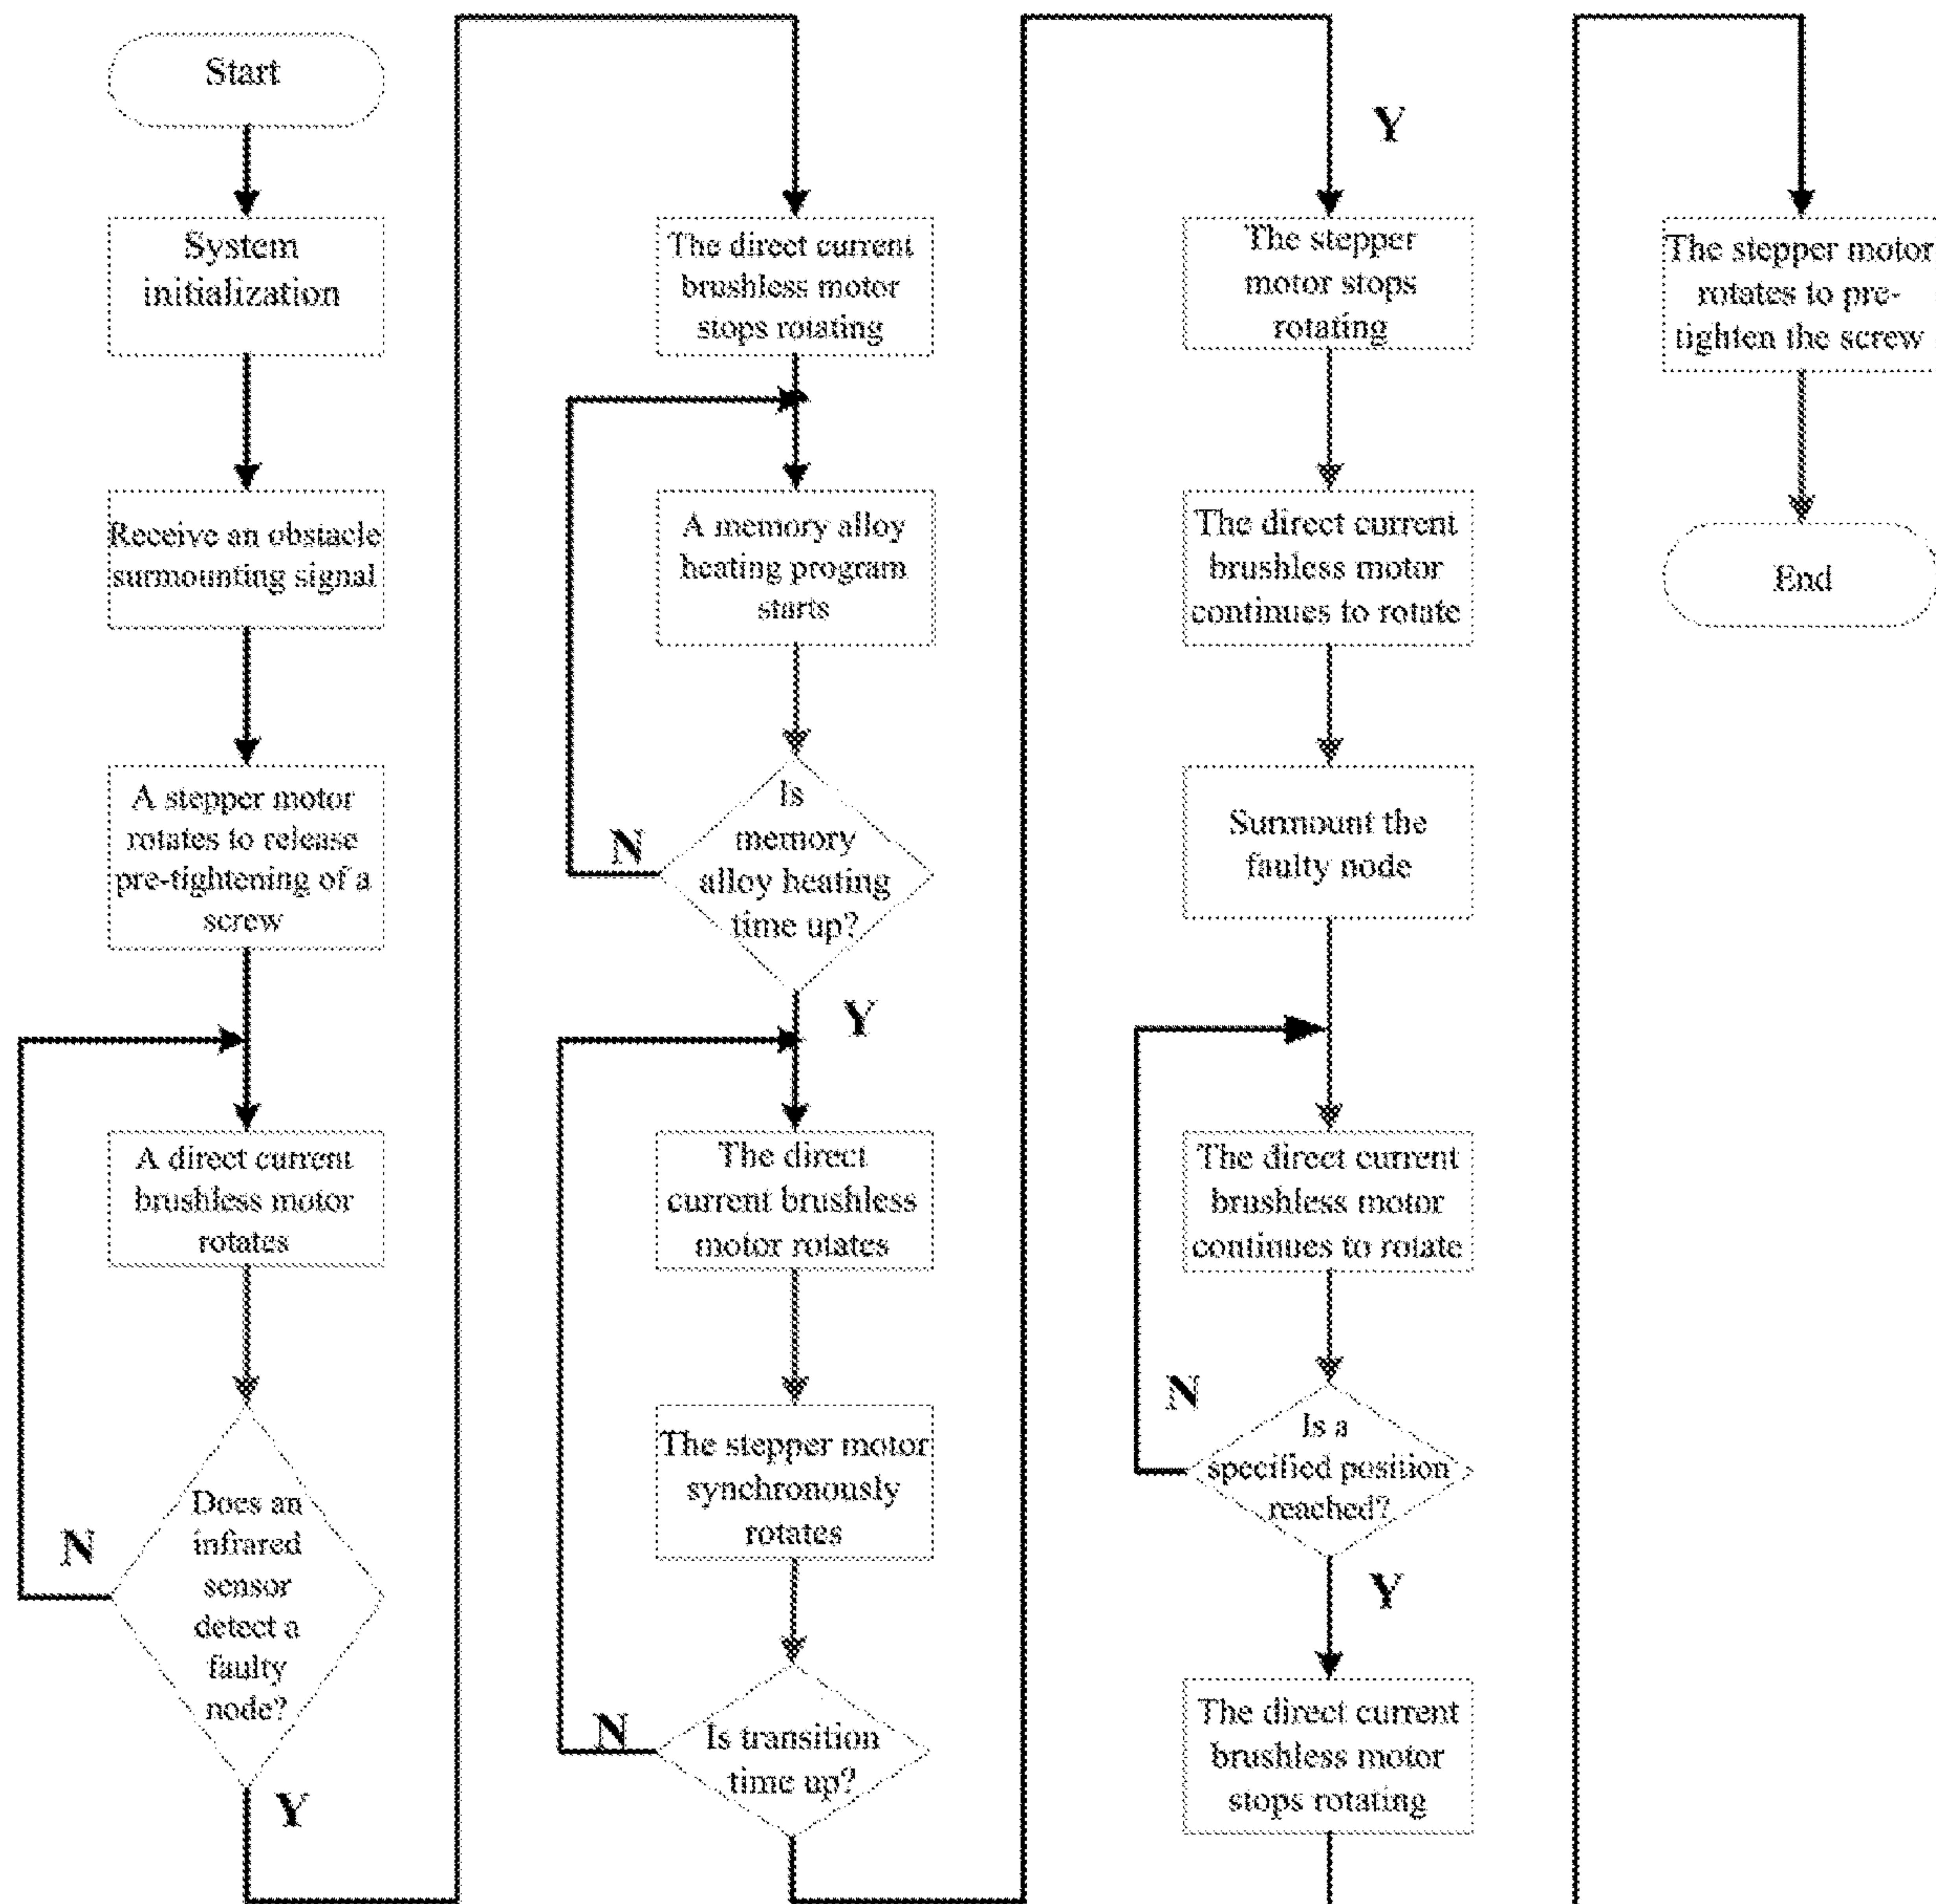 Start
System
initialization
Receive an obstacle
surmounting signal
A stepper motor
rotates to release
pre-tightening of a
screw
A direct current
brushless motor
rotates
Does an
infrared
sensor
detect a
faulty
node?
N
Y
The direct current
brushless motor
stops rotating
A memory alloy
heating program
starts
Is
memory
alloy heating
time up?
N
Y
The direct
current brushless
motor rotates
The stepper motor
synchronously
rotates
Is transition
time up?
N
Y
The stepper
motor stops
rotating
The direct current
brushless motor
continues to rotate
Surmount the
faulty node
The direct current
brushless motor
continues to rotate
Is a
specified position
reached?
N
Y
The direct current
brushless motor
stops rotating
The stepper motor
rotates to pre-
tighten the screw
End